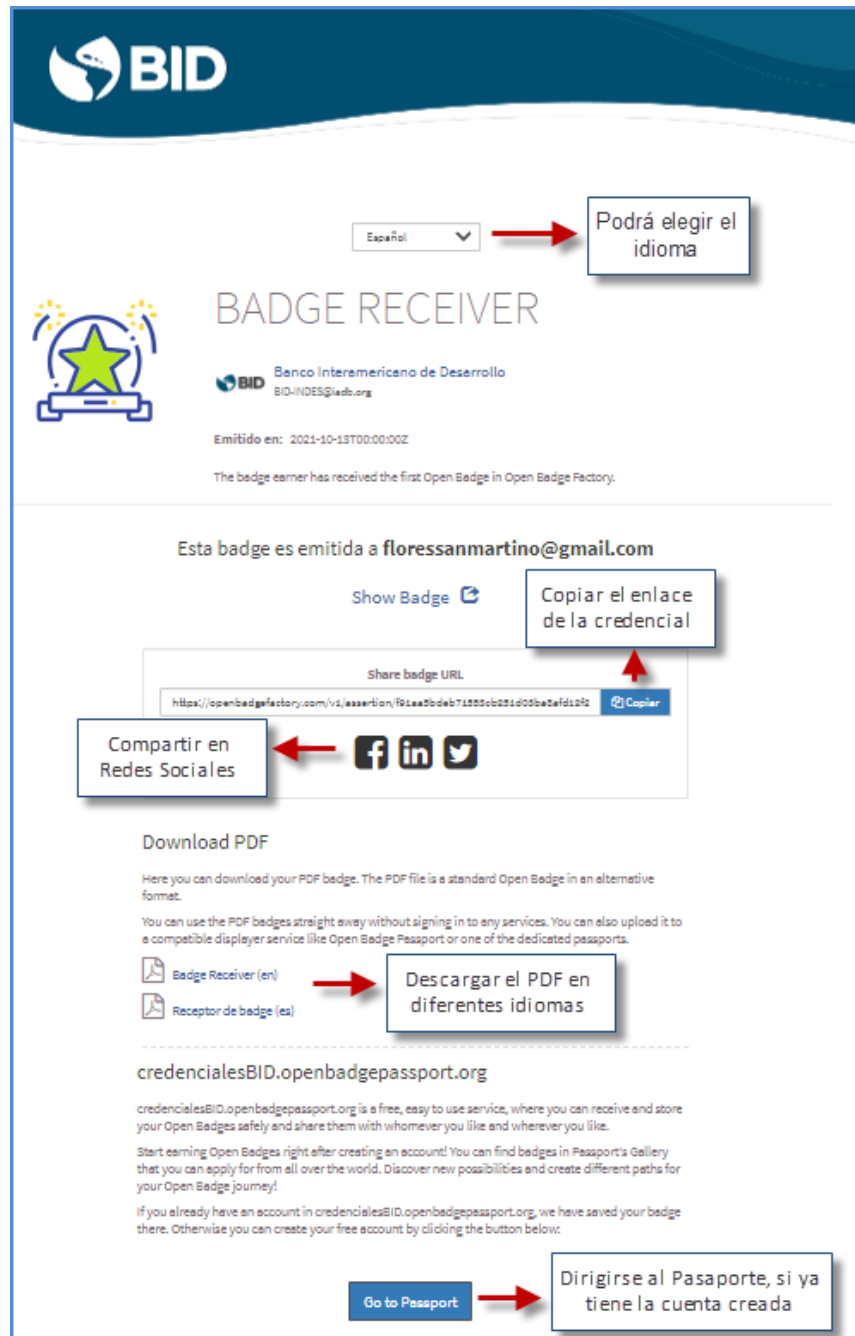 BID
Español
Podrá elegir el
idioma
BADGE RECEIVER
BID
Banco Interamericano de Desarrollo
BID-INDES@iadb.org
Emitido en: 2021-10-13T00:00:00Z
The badge earner has received the first Open Badge in Open Badge Factory.
Esta badge es emitida a floressanmartino@gmail.com
Show Badge
Copiar el enlace
de la credencial
Share badge URL
Copiar
Compartir en
Redes Sociales
Download PDF
Here you can download your PDF badge. The PDF file is a standard Open Badge in an alternative
format.
You can use the PDF badges straight away without signing in to any services. You can also upload it to
a compatible displayer service like Open Badge Passport or one of the dedicated passports.
Badge Receiver (en)
Receptor de badge (es)
Descargar el PDF en
diferentes idiomas
credencialesBID.openbadgepassport.org
credencialesBID.openbadgepassport.org is a free, easy to use service, where you can receive and store
your Open Badges safely and share them with whomever you like and wherever you like.
Start earning Open Badges right after creating an account! You can find badges in Passport's Gallery
that you can apply for from all over the world. Discover new possibilities and create different paths for
your Open Badge journey!
If you already have an account in credencialesBID.openbadgepassport.org, we have saved your badge
there. Otherwise you can create your free account by clicking the button below:
Go to Passport
Dirigirse al Pasaporte, si ya
tiene la cuenta creada